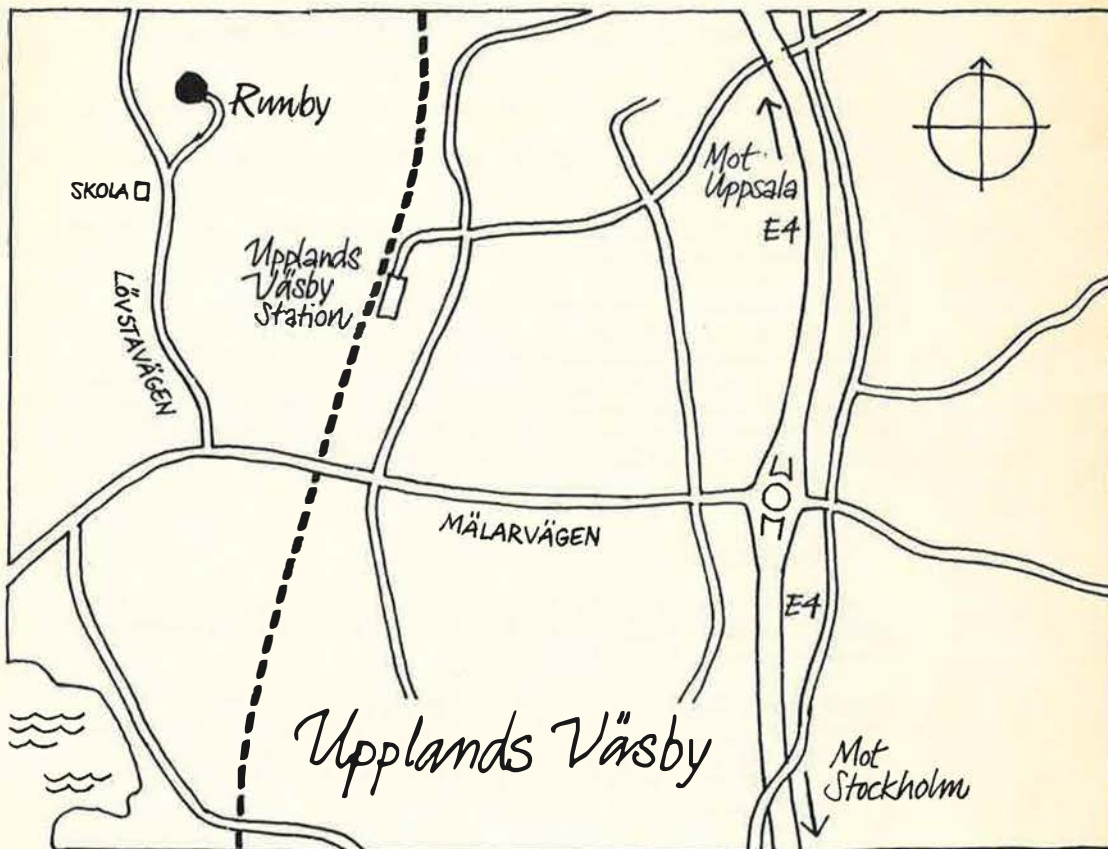 Runby
SKOLA
Mot
Uppsala
E4
Upplands
Väsby
Station
LÖVSTAVÄGEN
MÄLARVÄGEN
E4
Upplands Väsby
Mot
Stockholm